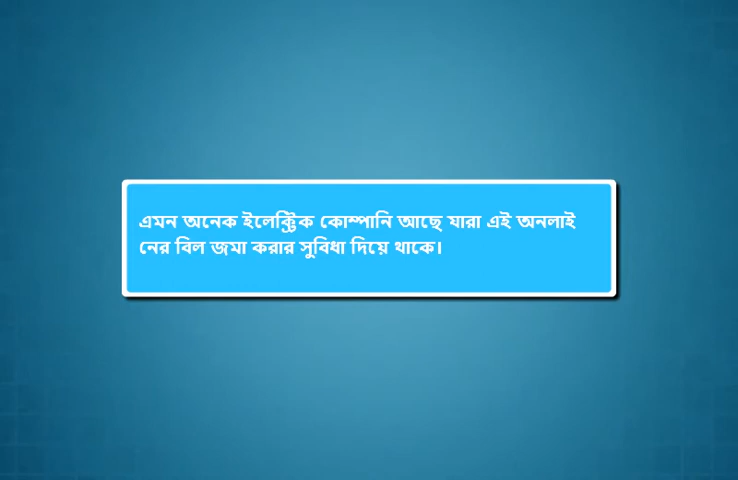 এমন অনেক ইলেক্ট্রিক কোম্পানি আছে যারা এই অনলাই
নের বিল জমা করার সুবিধা দিয়ে থাকে।